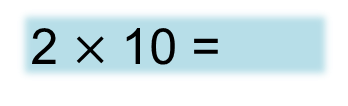 2 × 10 =